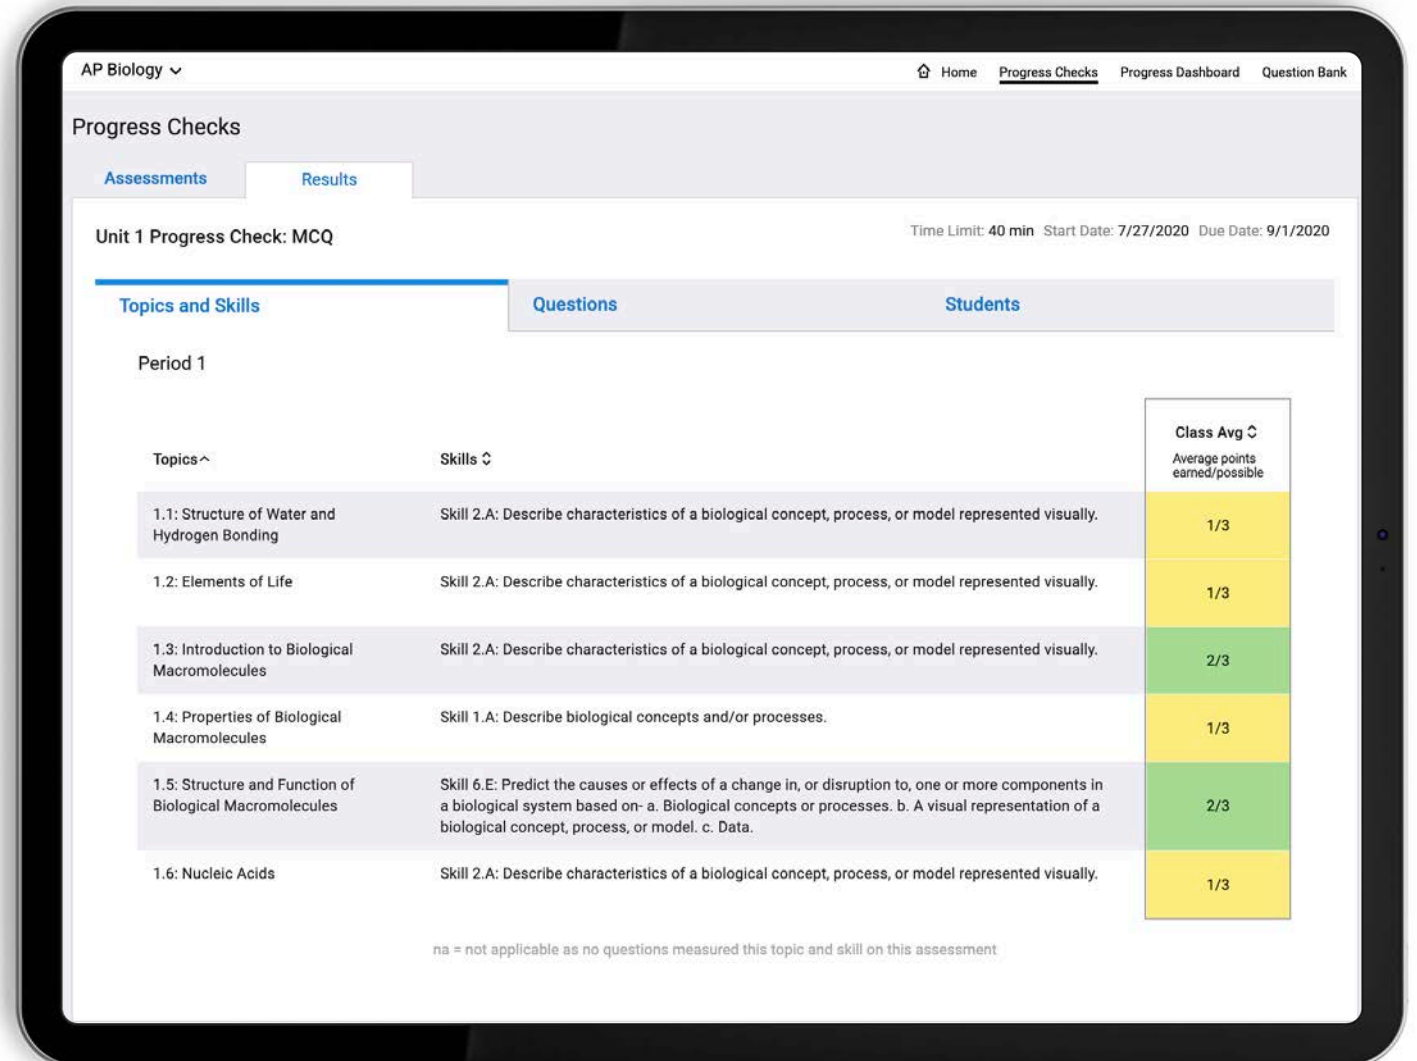 AP Biology
Home Progress Checks Progress Dashboard Question Bank
Progress Checks
Assessments Results
Unit 1 Progress Check: MCQ
Time Limit: 40 min Start Date: 7/27/2020 Due Date: 9/1/2020
Topics and Skills Questions Students
Period 1
Topics Skills Class Avg
Average points
earned/possible
1.1: Structure of Water and
Hydrogen Bonding
Skill 2.A: Describe characteristics of a biological concept, process, or model represented visually.
1/3
1.2: Elements of Life
Skill 2.A: Describe characteristics of a biological concept, process, or model represented visually.
1/3
1.3: Introduction to Biological
Macromolecules
Skill 2.A: Describe characteristics of a biological concept, process, or model represented visually.
2/3
1.4: Properties of Biological
Macromolecules
Skill 1.A: Describe biological concepts and/or processes.
1/3
1.5: Structure and Function of
Biological Macromolecules
Skill 6.E: Predict the causes or effects of a change in, or disruption to, one or more components in
a biological system based on- a. Biological concepts or processes. b. A visual representation of a
biological concept, process, or model. c. Data.
2/3
1.6: Nucleic Acids
Skill 2.A: Describe characteristics of a biological concept, process, or model represented visually.
1/3
na = not applicable as no questions measured this topic and skill on this assessment